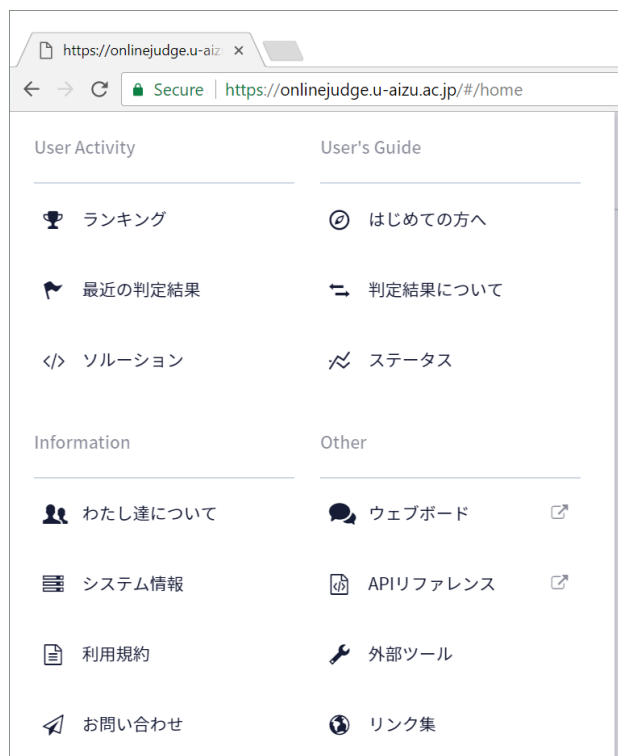 https://onlinejudge.u-aiz
Secure https://onlinejudge.u-aizu.ac.jp/#/home
User Activity
ランキング
最近の判定結果
ソルーション
User's Guide
はじめての方へ
判定結果について
ステータス
Information
わたし達について
システム情報
利用規約
お問い合わせ
Other
ウェブボード
APIリファレンス
外部ツール
リンク集